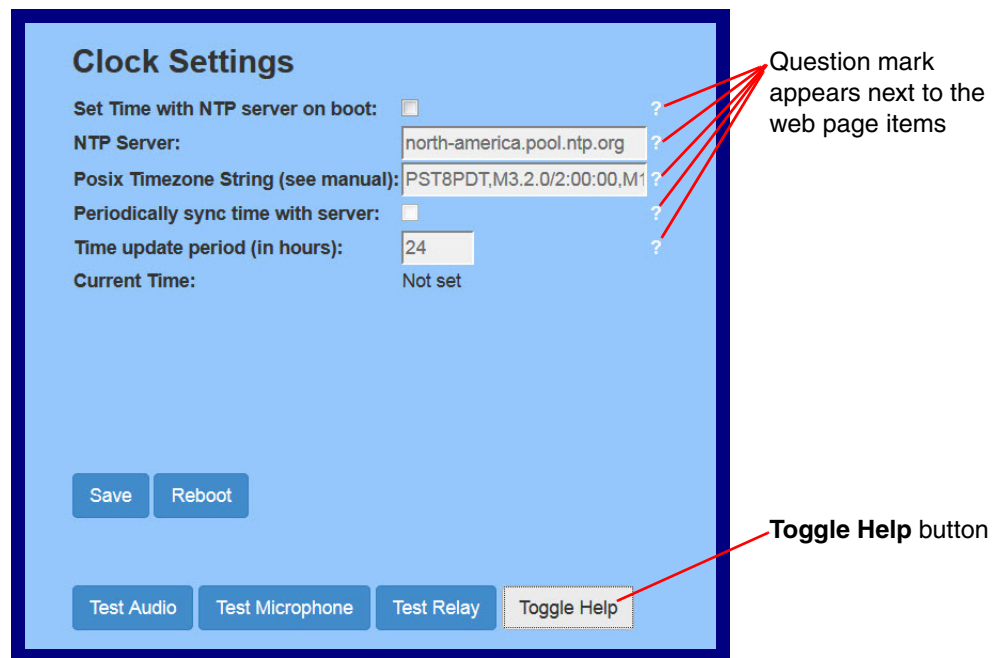 Clock Settings
Set Time with NTP server on boot: ?
NTP Server: north-america.pool.ntp.org ?
Posix Timezone String (see manual): PST8PDT,M3.2.0/2:00:00,M1 ?
Periodically sync time with server: ?
Time update period (in hours): 24 ?
Current Time: Not set
Save Reboot
Test Audio Test Microphone Test Relay Toggle Help
Question mark
appears next to the
web page items
Toggle Help button